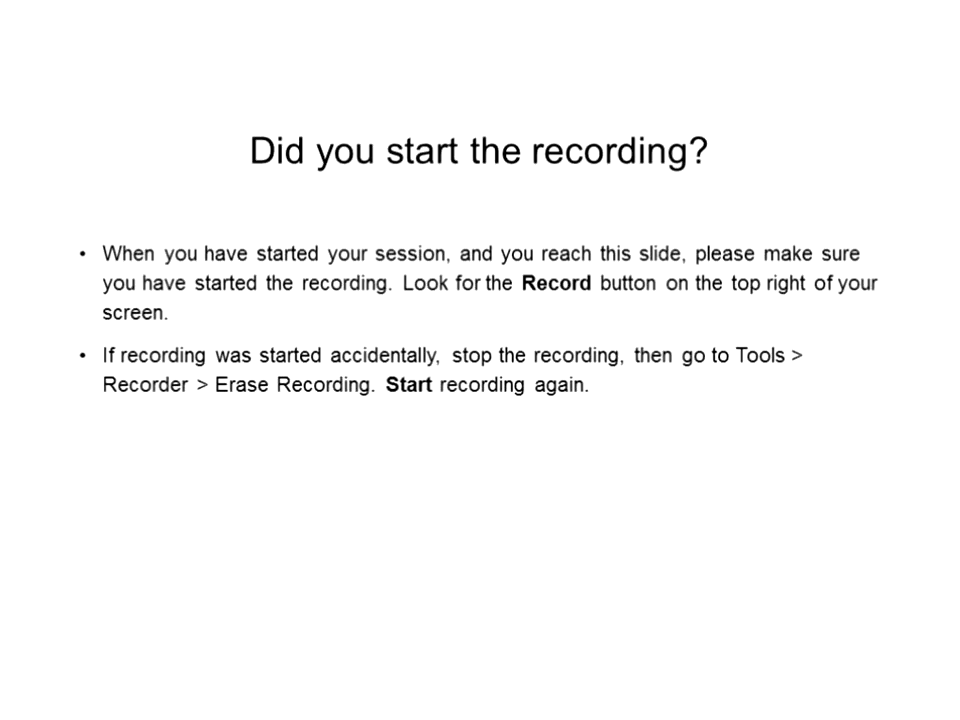 Did you start the recording?
• When you have started your session, and you reach this slide, please make sure
you have started the recording. Look for the Record button on the top right of your
screen.
• If recording was started accidentally, stop the recording, then go to Tools >
Recorder > Erase Recording. Start recording again.